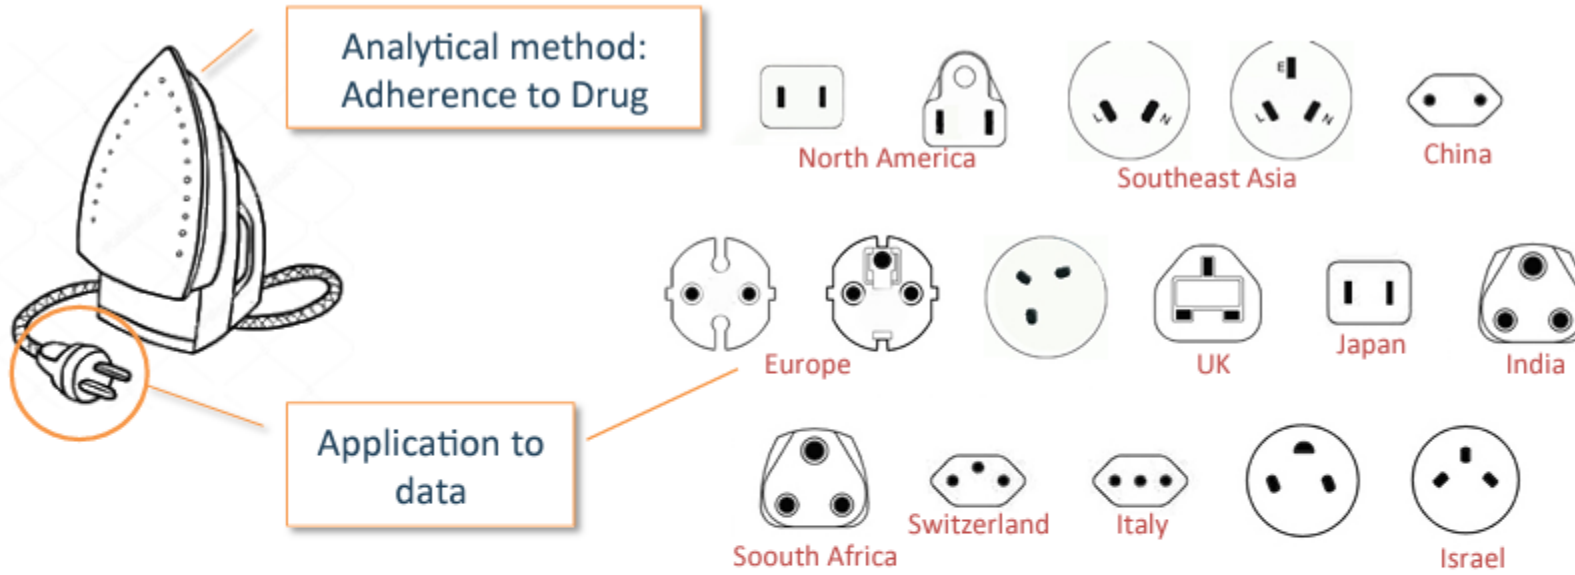 Analytical method:
Adherence to Drug
North America
Southeast Asia
China
E
L
N
L
N
Europe
UK
Japan
India
Application to
data
Soouth Africa
Switzerland
Italy
Israel